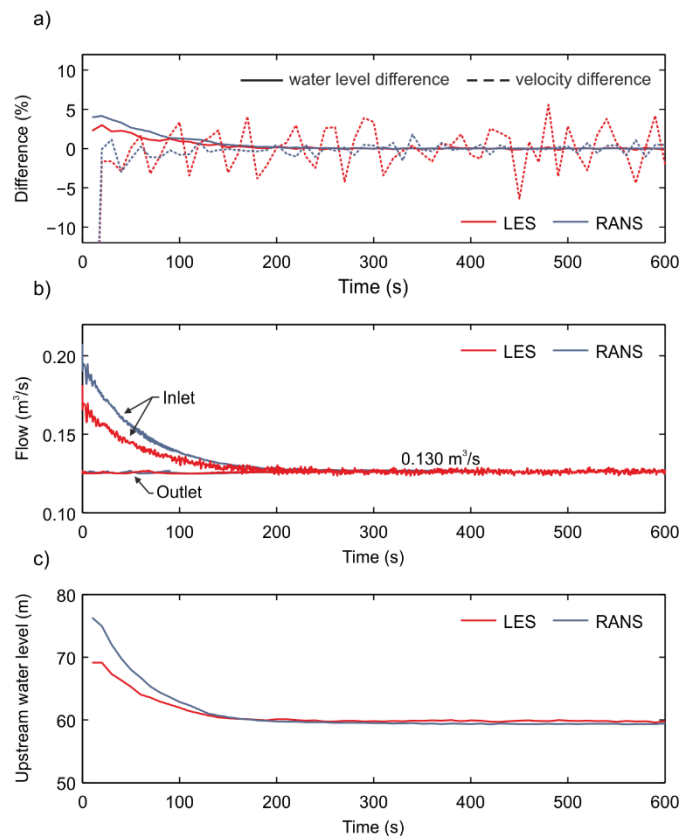 a)
10
5
0
−5
−10
Difference (%)
water level difference
velocity difference
LES
RANS
0
100
200
300
400
500
600
Time (s)
b)
0.20
0.15
0.10
Flow (m³/s)
LES
RANS
Inlet
Outlet
0.130 m³/s
0
100
200
300
400
500
600
Time (s)
c)
80
70
60
50
Upstream water level (m)
LES
RANS
0
100
200
300
400
500
600
Time (s)